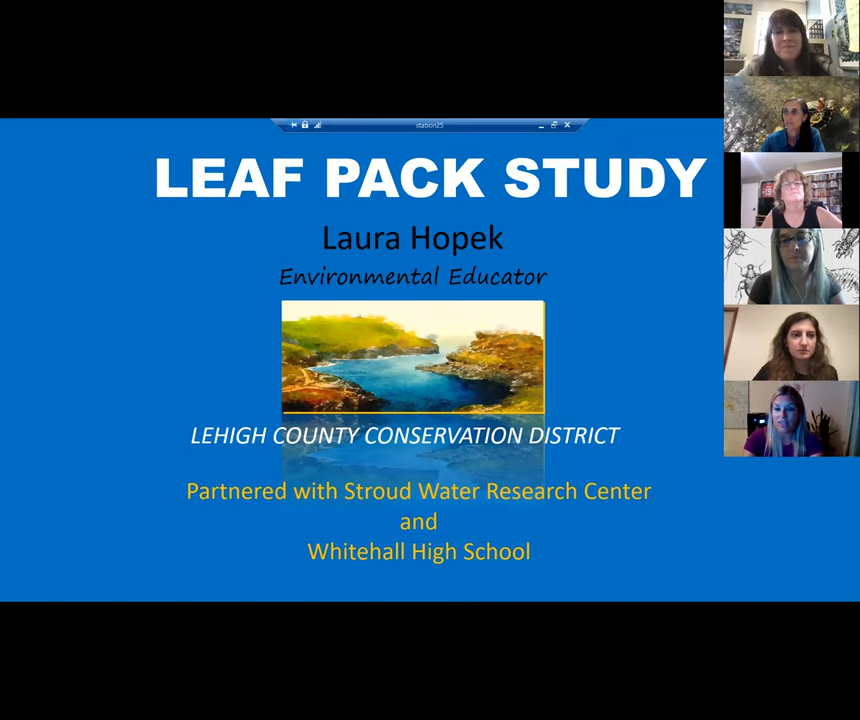 station25
LEAF PACK STUDY
Laura Hopek
Environmental Educator
LEHIGH COUNTY CONSERVATION DISTRICT
Partnered with Stroud Water Research Center
and
Whitehall High School